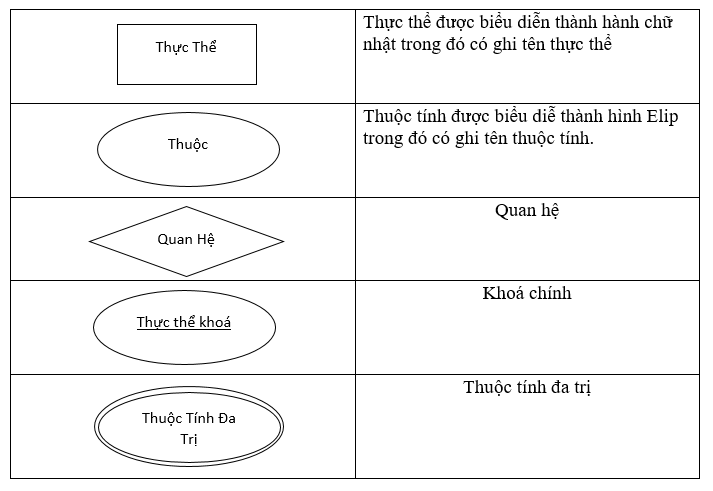 Thực Thể
Thực thể được biểu diễn thành hành chữ
nhật trong đó có ghi tên thực thể
Thuộc
Thuộc tính được biểu diễ thành hình Elip
trong đó có ghi tên thuộc tính.
Quan Hệ
Quan hệ
Thực thể khoá
Khoá chính
Thuộc Tính Đa
Trị
Thuộc tính đa trị